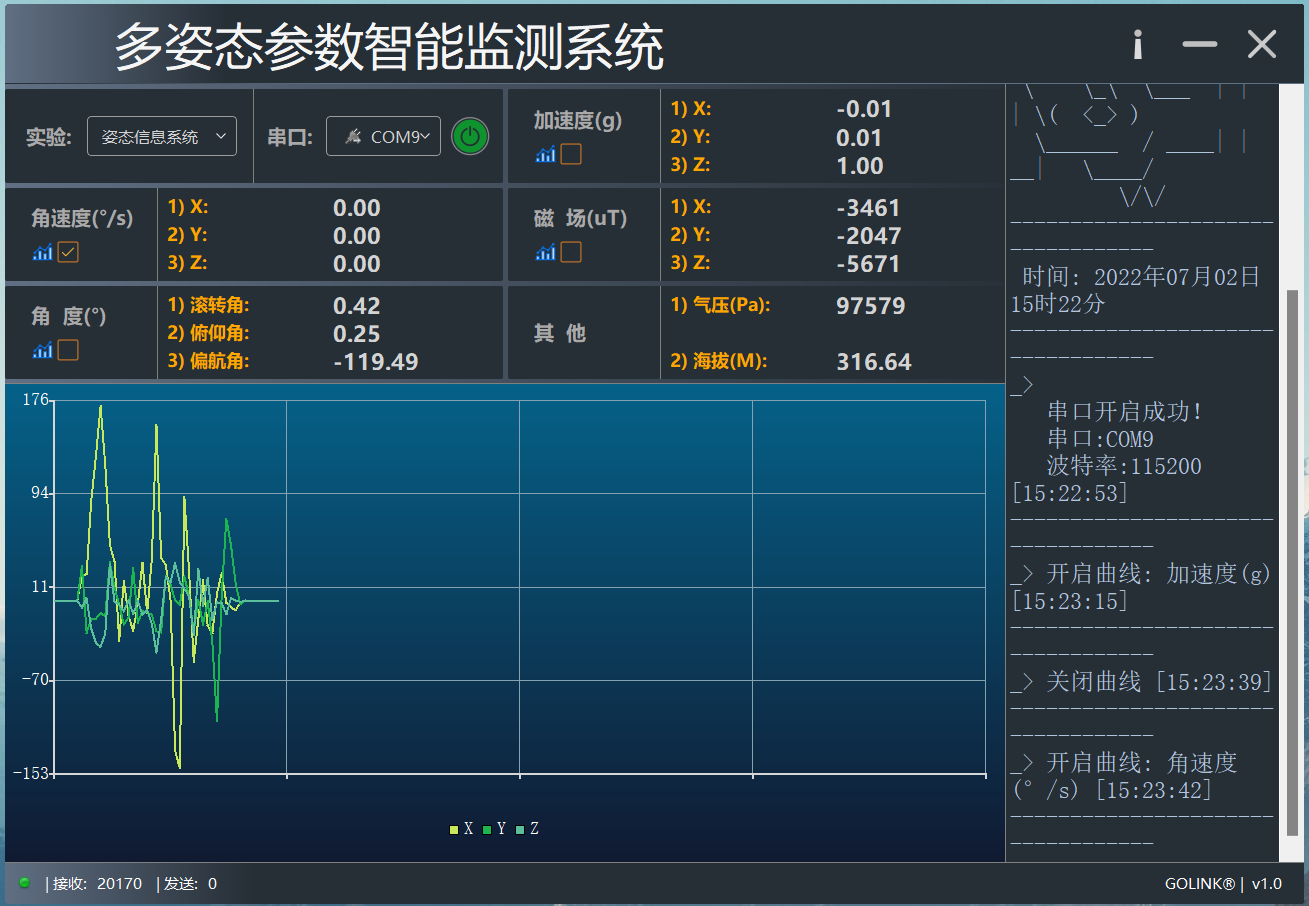 多姿态参数智能监测系统
实验: 姿态信息系统 串口: COM9
加速度(g)
1) X: -0.01
2) Y: 0.01
3) Z: 1.00
角速度(°/s)
1) X: 0.00
2) Y: 0.00
3) Z: 0.00
磁 场(uT)
1) X: -3461
2) Y: -2047
3) Z: -5671
角 度(°)
1) 滚转角: 0.42
2) 俯仰角: 0.25
3) 偏航角: -119.49
其 他
1) 气压(Pa): 97579
2) 海拔(M): 316.64
176
94
11
-70
-153
X Y Z
时间: 2022年07月02日
15时22分
_>
串口开启成功!
串口:COM9
波特率:115200
[15:22:53]
_> 开启曲线: 加速度(g)
[15:23:15]
_> 关闭曲线 [15:23:39]
_> 开启曲线: 角速度
(° /s) [15:23:42]
|接收: 20170 |发送: 0
GOLINK® | v1.0